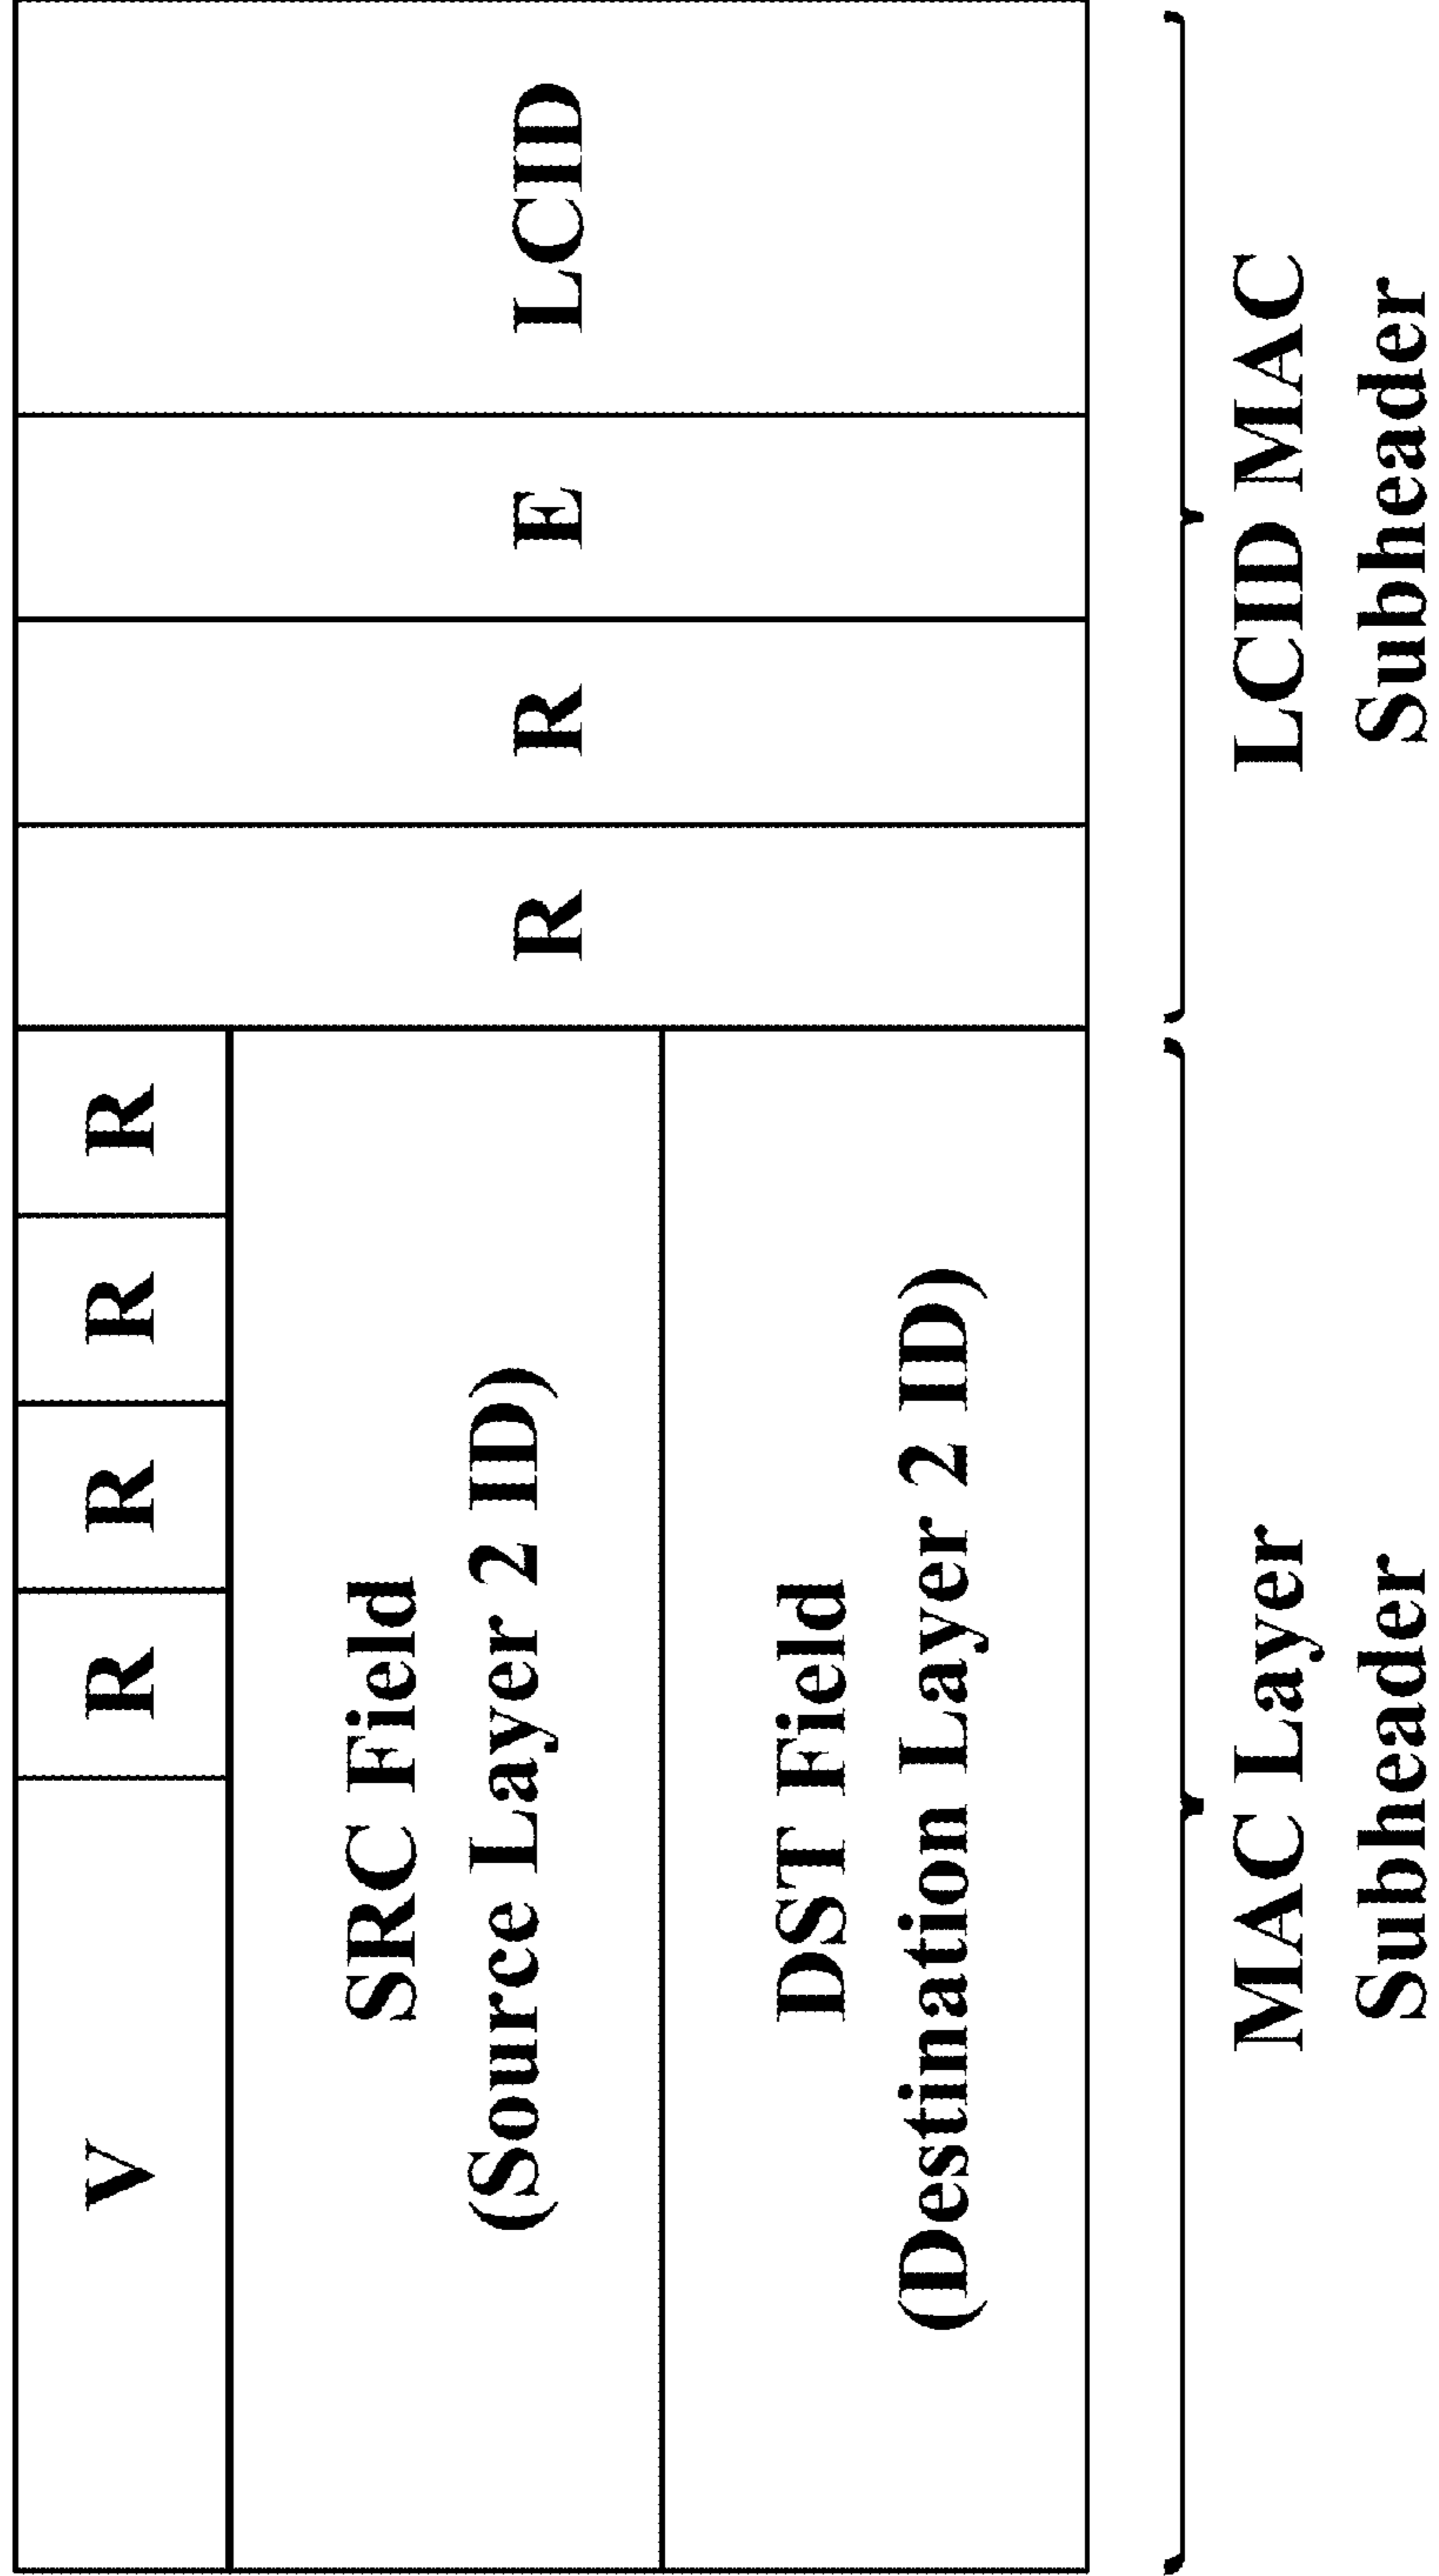 V R R R R
SRC Field
(Source Layer 2 ID)
DST Field
(Destination Layer 2 ID)
R R E LCID
MAC Layer
Subheader
LCID MAC
Subheader